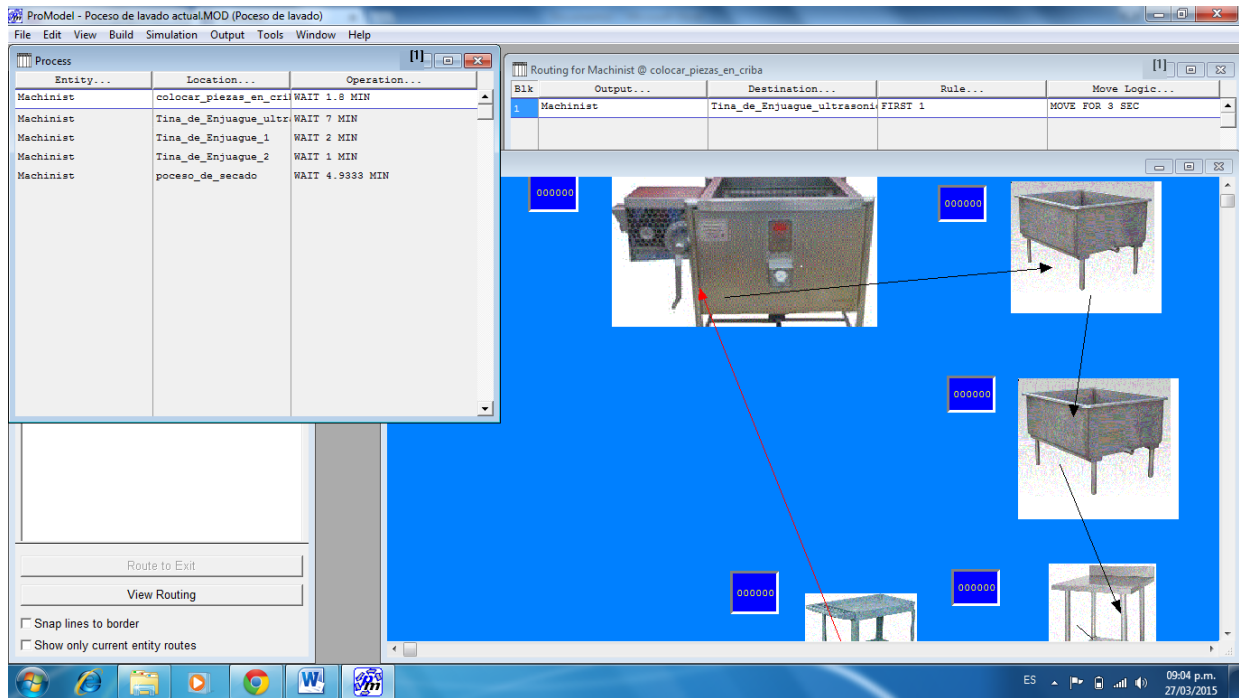 ProModel - Poceso de lavado actual.MOD (Poceso de lavado)
File Edit View Build Simulation Output Tools Window Help
Process [1]
Entity... Location... Operation...
Machinist colocar_piezas_en_cri WAIT 1.8 MIN
Machinist Tina_de_Enjuague_ultr WAIT 7 MIN
Machinist Tina_de_Enjuague_1 WAIT 2 MIN
Machinist Tina_de_Enjuague_2 WAIT 1 MIN
Machinist poceso_de_secado WAIT 4.9333 MIN
Routing for Machinist @ colocar_piezas_en_criba [1]
Blk Output... Destination... Rule... Move Logic...
1 Machinist Tina_de_Enjuague_ultrasoni FIRST 1 MOVE FOR 3 SEC
000000
000000
000000
000000
000000
Route to Exit
View Routing
Snap lines to border
Show only current entity routes
ES
09:04 p.m.
27/03/2015